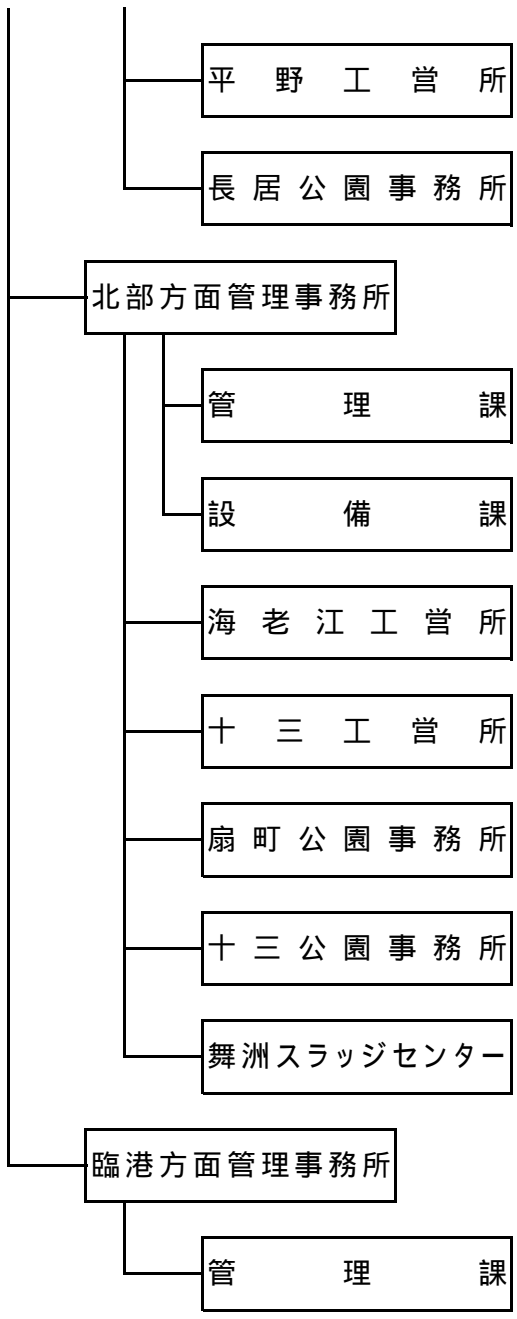 平野工営所
長居公園事務所
北部方面管理事務所
管理課
設備課
海老江工営所
十三工営所
扇町公園事務所
十三公園事務所
舞洲スラッジセンター
臨港方面管理事務所
管理課